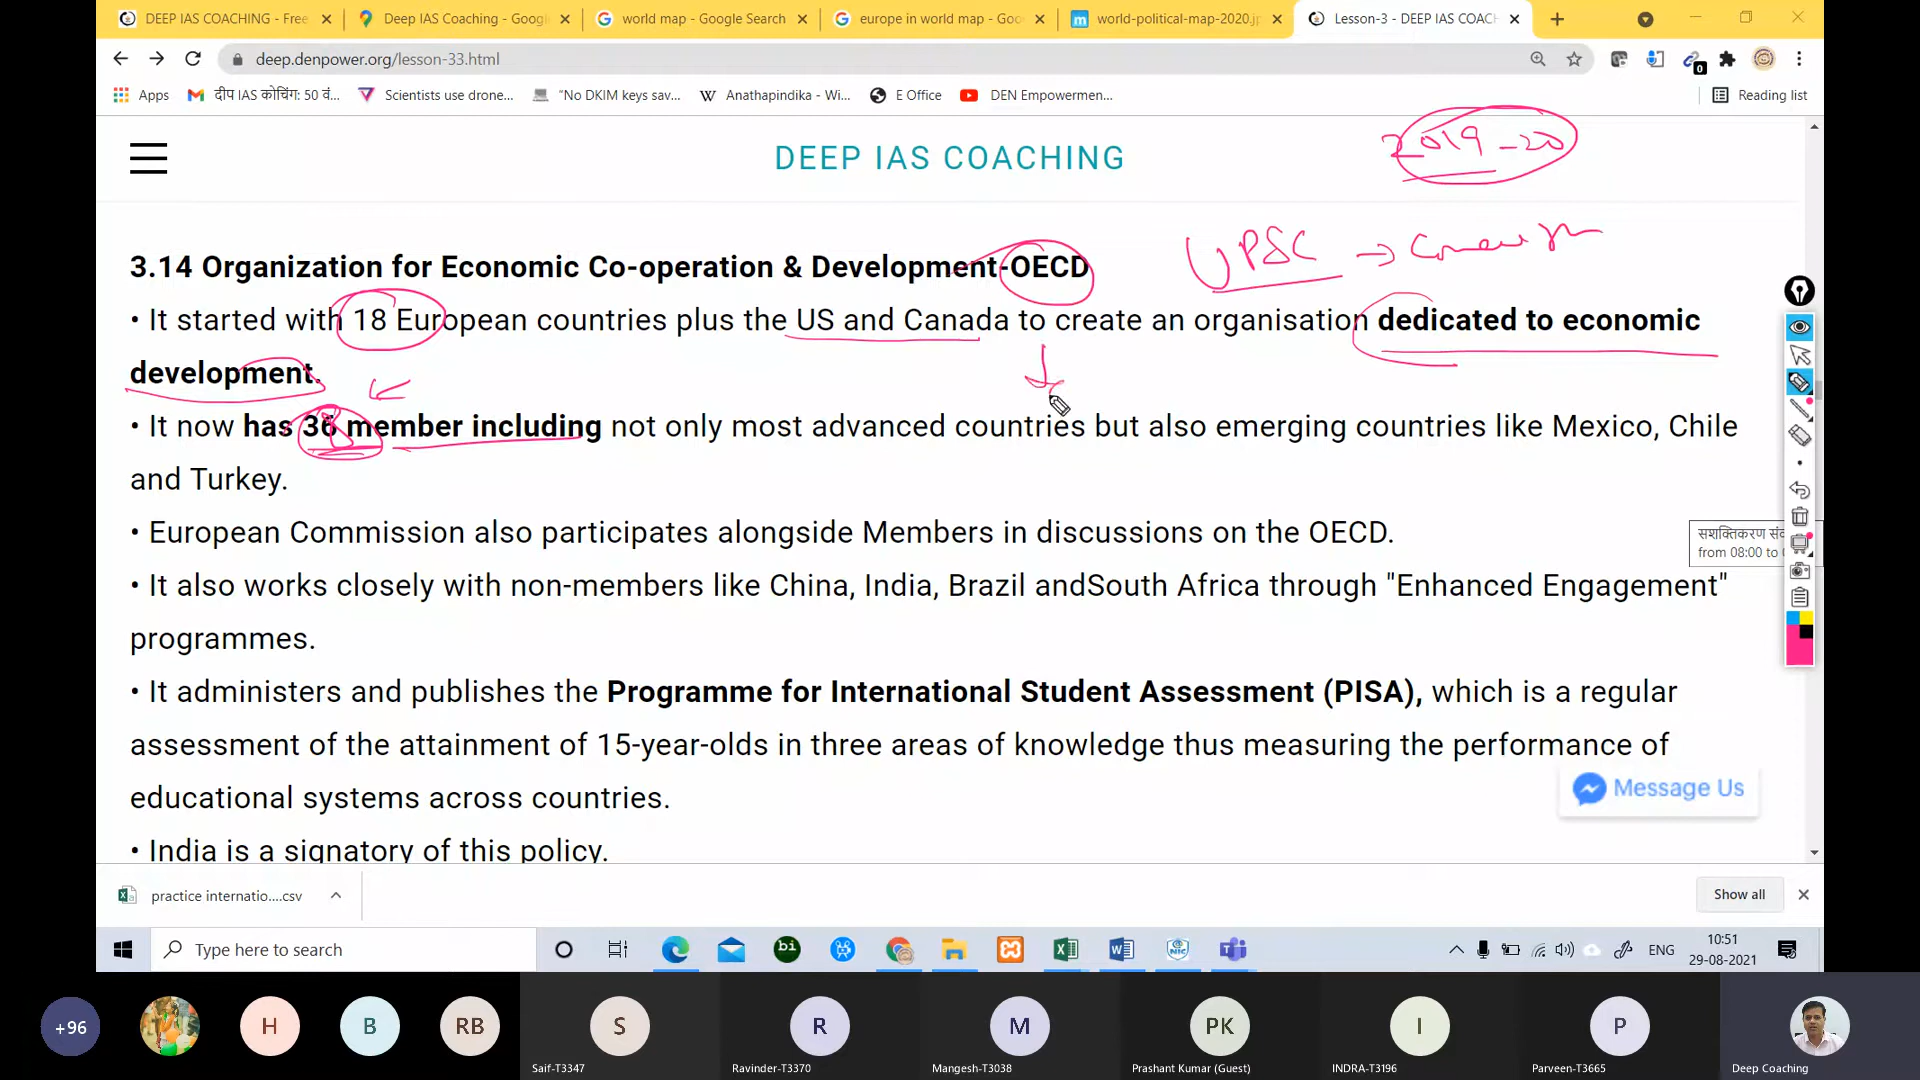 DEEP IAS COACHING - Free
Deep IAS Coaching - Googl
world map - Google Search
europe in world map - Goo
world-political-map-2020.j
Lesson-3 - DEEP IAS COACH
deep.denpower.org/lesson-33.html
Apps
दीप IAS कोचिंग: 50 वं...
Scientists use drone...
"No DKIM keys sav...
Anathapindika - Wi...
E Office
DEN Empowermen...
Reading list
0
2019-20
DEEP IAS COACHING
UPSC →
3.14 Organization for Economic Co-operation & Development-OECD
• It started with 18 European countries plus the US and Canada to create an organisation dedicated to economic
development.
• It now has 36 member including not only most advanced countries but also emerging countries like Mexico, Chile
8
and Turkey.
• European Commission also participates alongside Members in discussions on the OECD.
सशक्तिकरण सं
from 08:00 to
• It also works closely with non-members like China, India, Brazil andSouth Africa through "Enhanced Engagement"
programmes.
• It administers and publishes the Programme for International Student Assessment (PISA), which is a regular
assessment of the attainment of 15-year-olds in three areas of knowledge thus measuring the performance of
educational systems across countries.
Message Us
• India is a signatory of this policy.
practice internatio....csv
Show all
Type here to search
bi
NIC
ENG
10:51
29-08-2021
+96
H
B
RB
S
R
M
PK
I
P
Saif-T3347
Ravinder-T3370
Mangesh-T3038
Prashant Kumar (Guest)
INDRA-T3196
Parveen-T3665
Deep Coaching